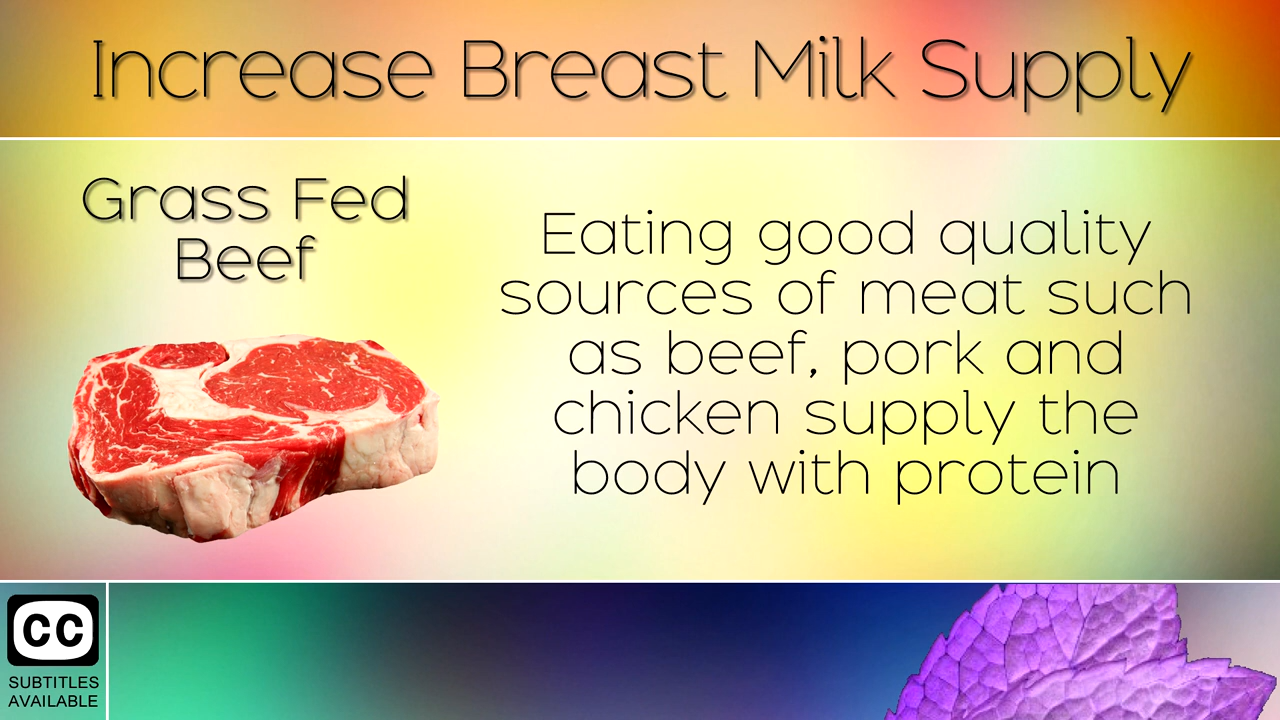 Increase Breast Milk Supply
Grass Fed
Beef
Eating good quality
sources of meat such
as beef, pork and
chicken supply the
body with protein
CC
SUBTITLES
AVAILABLE